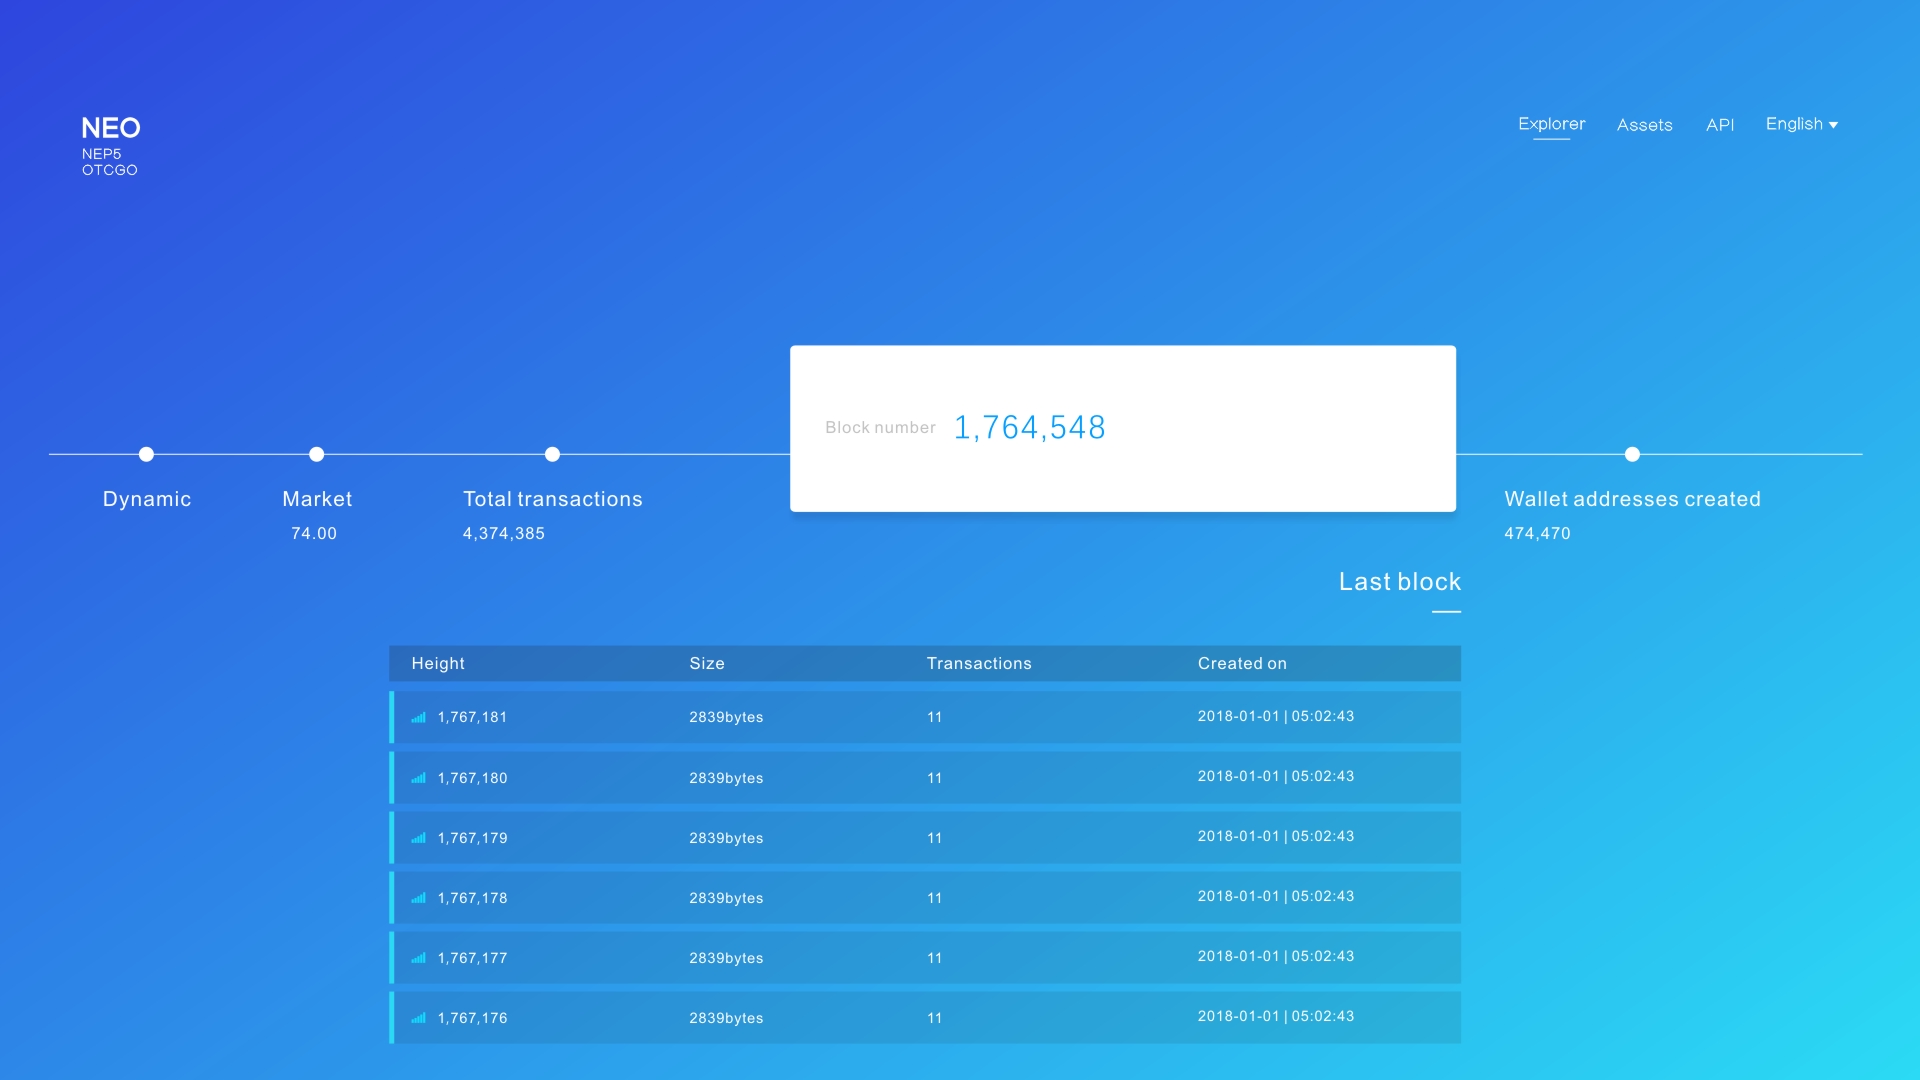 NEO
NEP5
OTCGO
Explorer Assets API English
Block number 1,764,548
Dynamic Market Total transactions Wallet addresses created
74.00 4,374,385 474,470
Last block
Height Size Transactions Created on
1,767,181 2839bytes 11 2018-01-01 | 05:02:43
1,767,180 2839bytes 11 2018-01-01 | 05:02:43
1,767,179 2839bytes 11 2018-01-01 | 05:02:43
1,767,178 2839bytes 11 2018-01-01 | 05:02:43
1,767,177 2839bytes 11 2018-01-01 | 05:02:43
1,767,176 2839bytes 11 2018-01-01 | 05:02:43